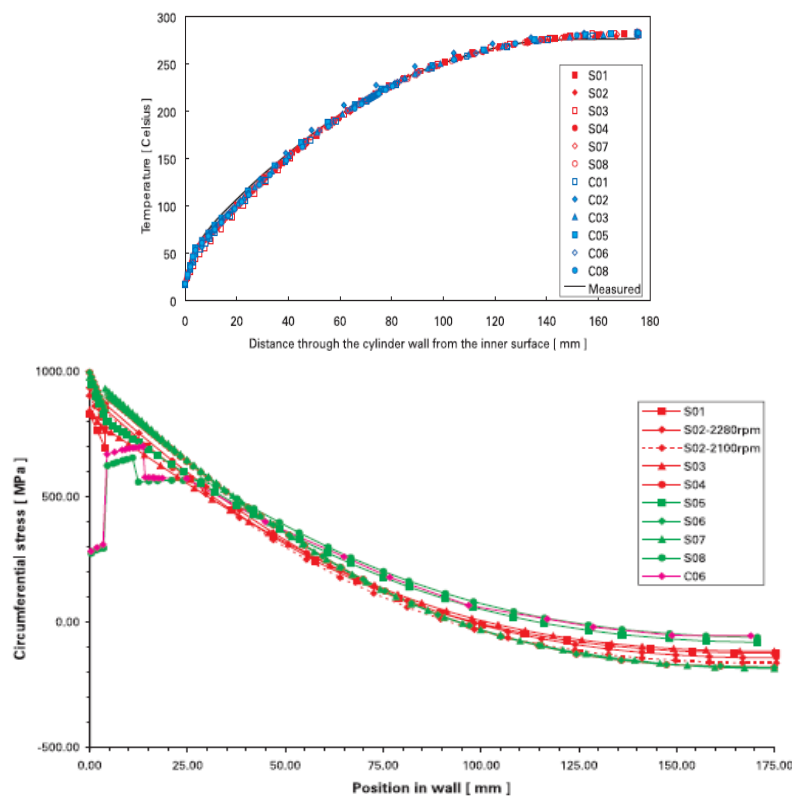 300
250
200
150
100
50
0
Temperature [ Celsius]
S01
S02
S03
S04
S07
S08
C01
C02
C03
C05
C06
C08
Measured
0 20 40 60 80 100 120 140 160 180
Distance through the cylinder wall from the inner surface [ mm ]
1000.00
500.00
0.00
-500.00
Circumferential stress [ MPa ]
S01
S02-2280rpm
S02-2100rpm
S03
S04
S05
S06
S07
S08
C06
0.00 25.00 50.00 75.00 100.00 125.00 150.00 175.00
Position in wall [ mm ]